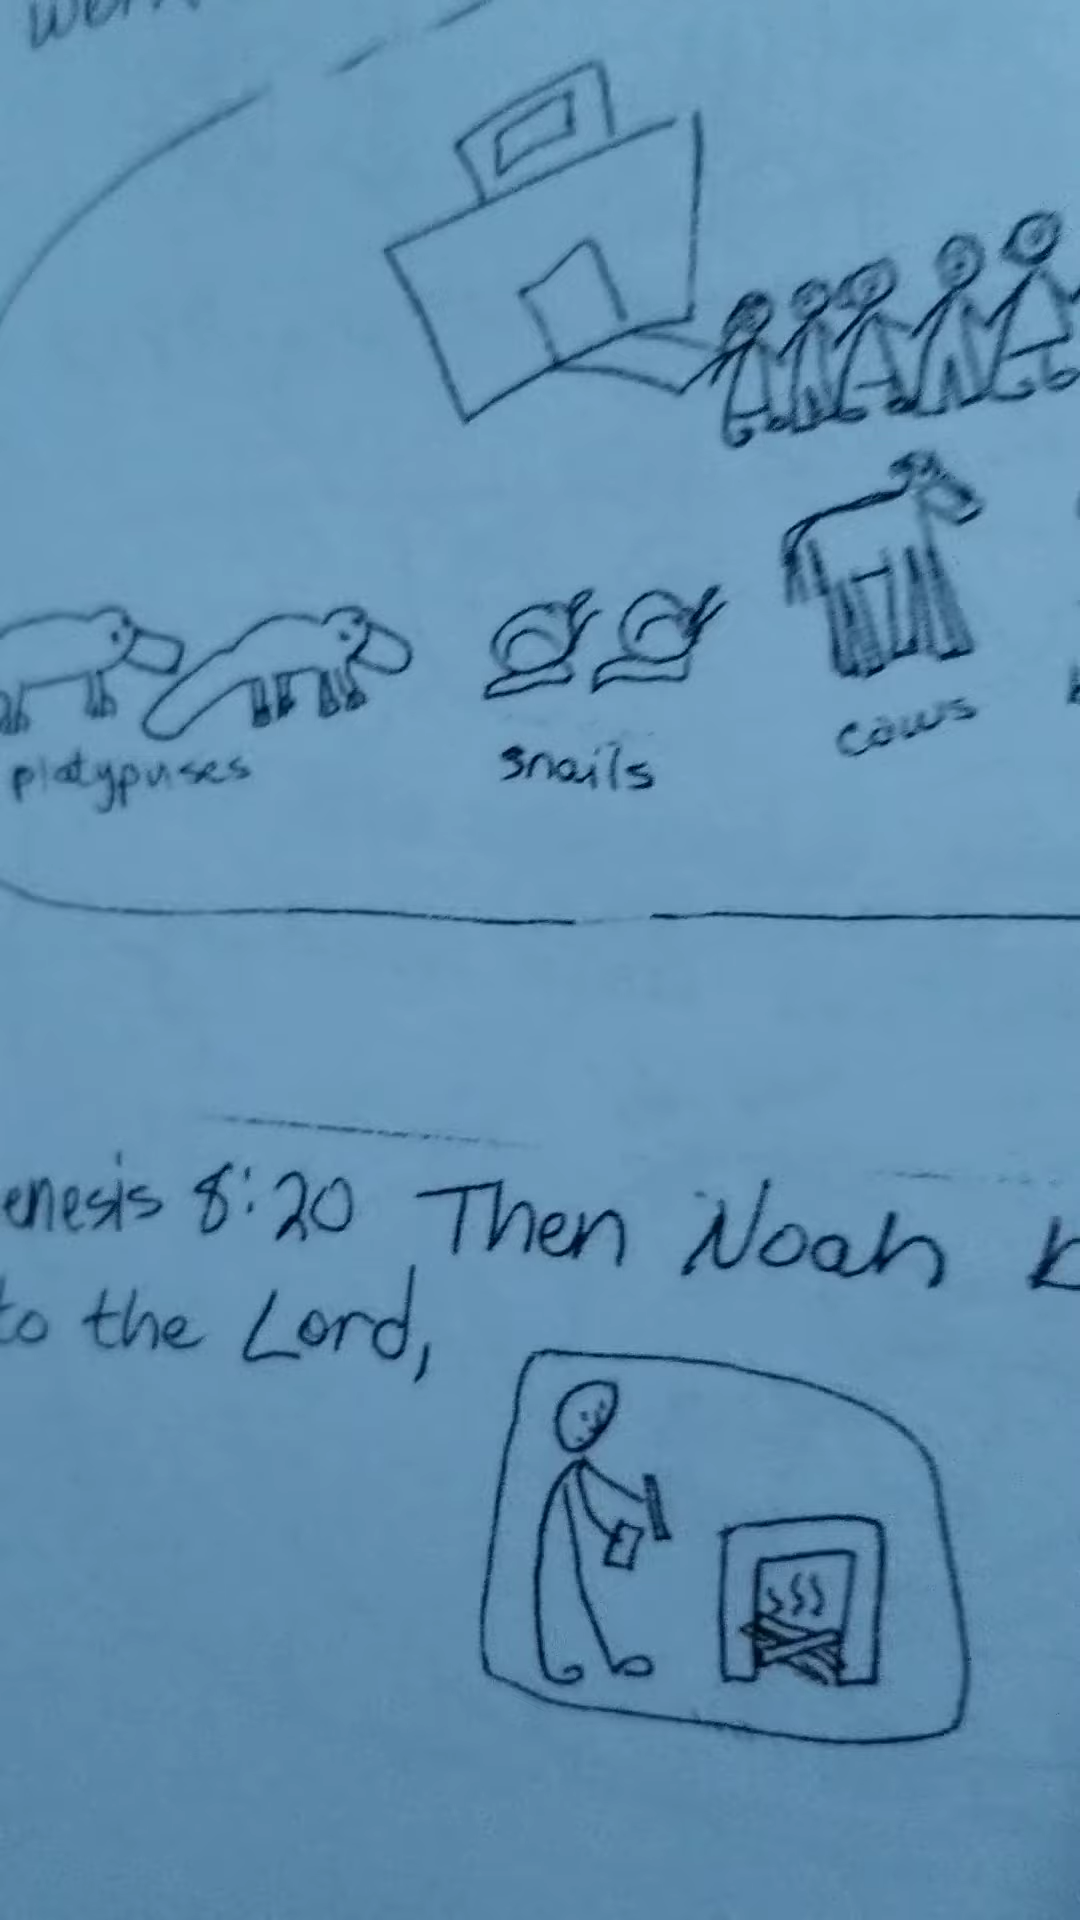 platypuses
snails
cows
enesis 8:20 Then Noah
to the Lord,